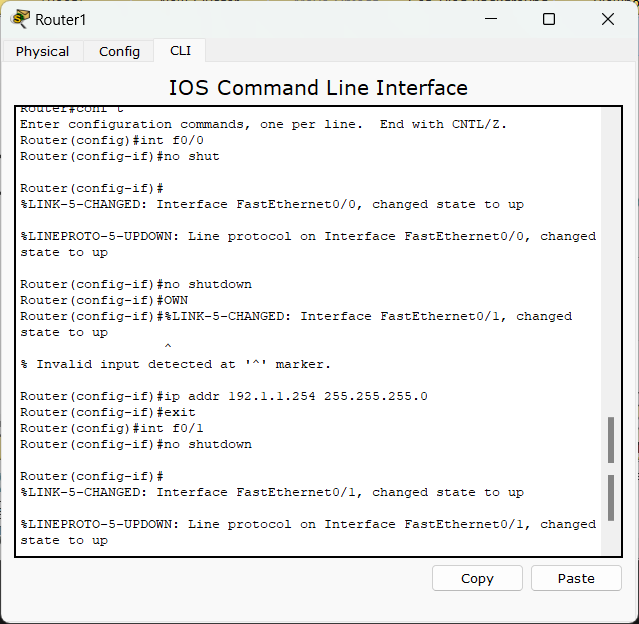 Router1
Physical
Config
CLI
IOS Command Line Interface
Router#conf t
Enter configuration commands, one per line.  End with CNTL/Z.
Router(config)#int f0/0
Router(config-if)#no shut
Router(config-if)#
%LINK-5-CHANGED: Interface FastEthernet0/0, changed state to up
%LINEPROTO-5-UPDOWN: Line protocol on Interface FastEthernet0/0, changed
state to up
Router(config-if)#no shutdown
Router(config-if)#OWN
Router(config-if)#%LINK-5-CHANGED: Interface FastEthernet0/1, changed
state to up
^
% Invalid input detected at '^' marker.
Router(config-if)#ip addr 192.1.1.254 255.255.255.0
Router(config-if)#exit
Router(config)#int f0/1
Router(config-if)#no shutdown
Router(config-if)#
%LINK-5-CHANGED: Interface FastEthernet0/1, changed state to up
%LINEPROTO-5-UPDOWN: Line protocol on Interface FastEthernet0/1, changed
state to up
Copy
Paste